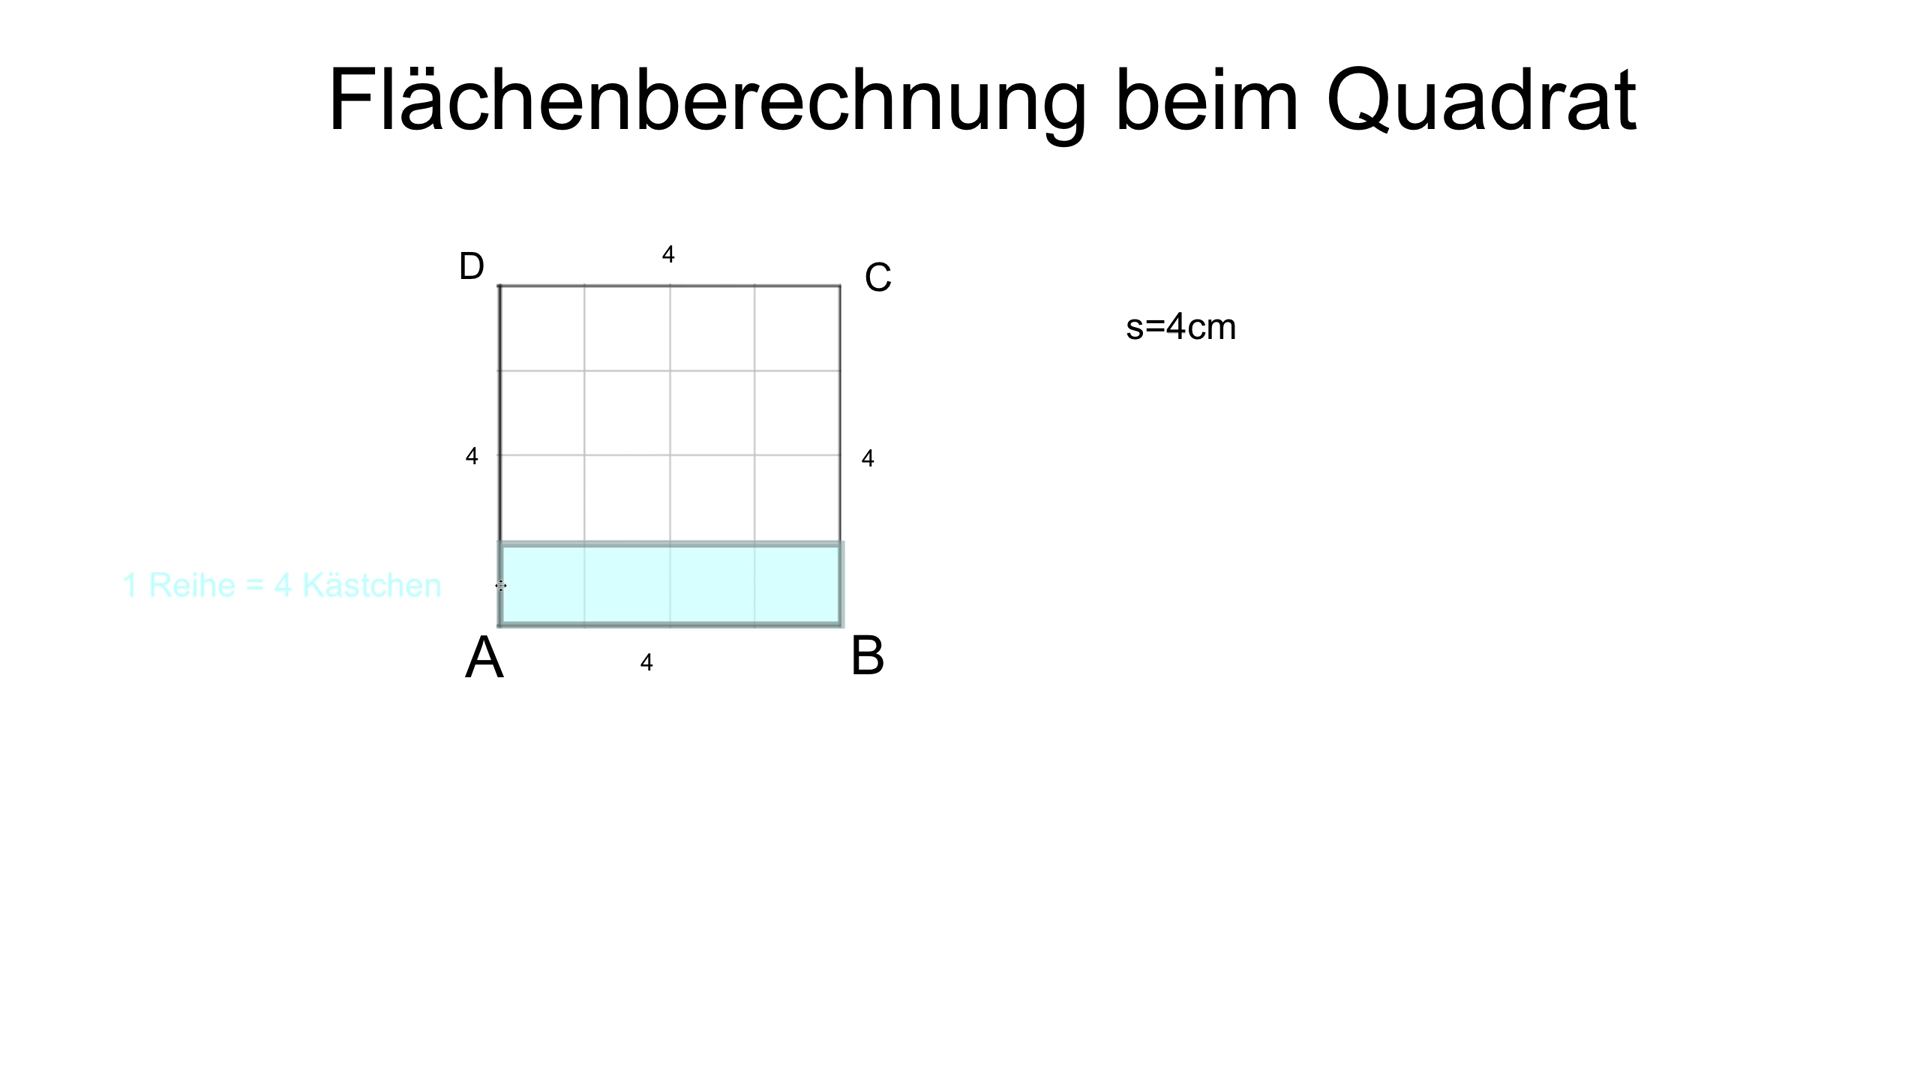 Flächenberechnung beim Quadrat
D
4
C
s=4cm
4
4
1 Reihe = 4 Kästchen
A
4
B